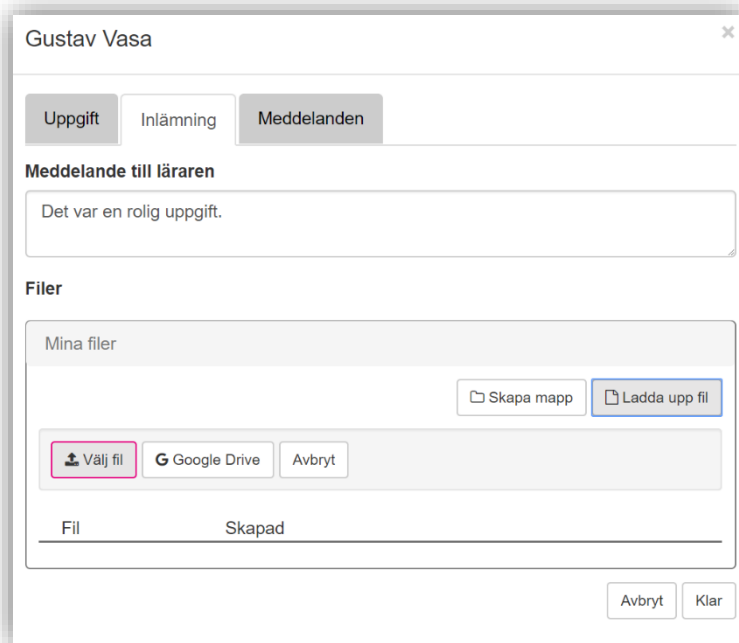 Gustav Vasa ×
Uppgift Inlämning Meddelanden
Meddelande till läraren
Det var en rolig uppgift.
Filer
Mina filer
Skapa mapp Ladda upp fil
Välj fil G Google Drive Avbryt
Fil Skapad
Avbryt Klar